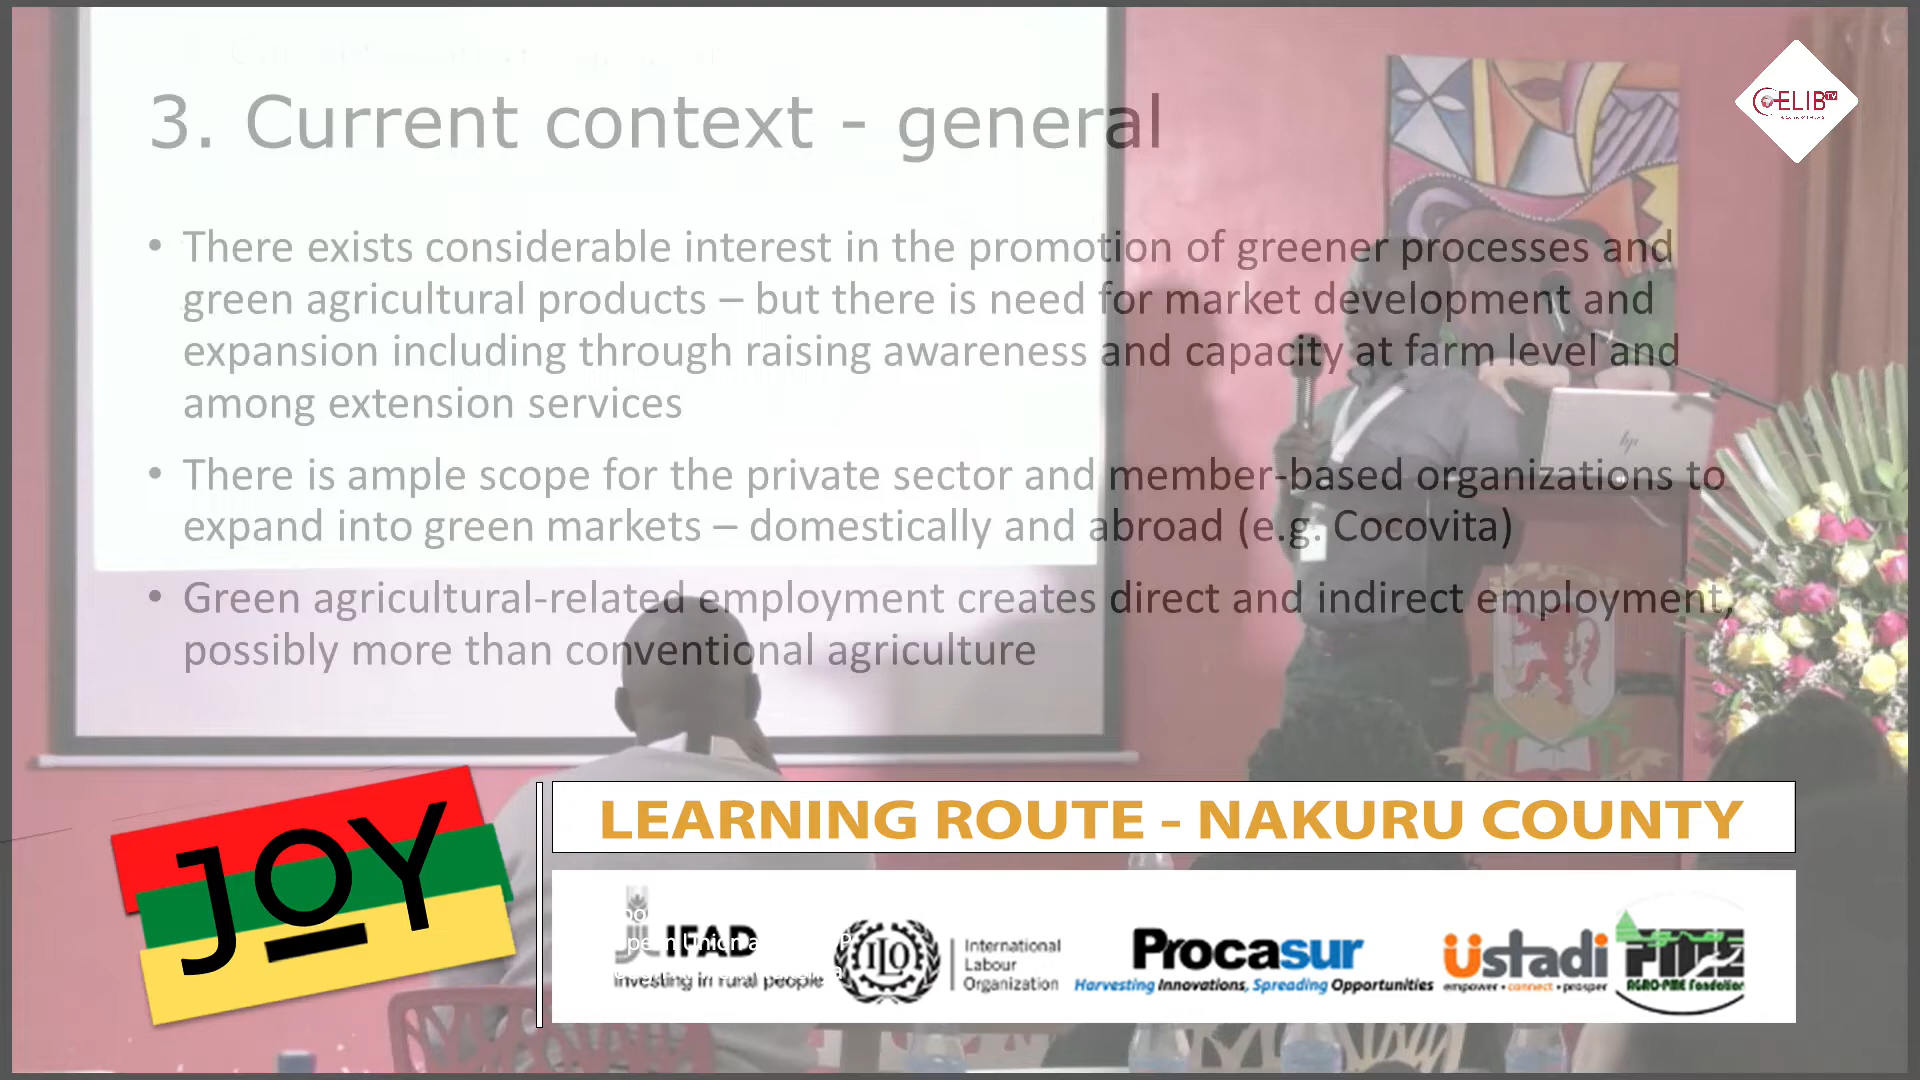 CELIB TV
3. Current context - general
• There exists considerable interest in the promotion of greener processes and
green agricultural products – but there is need for market development and
expansion including through raising awareness and capacity at farm level and
among extension services
• There is ample scope for the private sector and member-based organizations to
expand into green markets – domestically and abroad (e.g. Cocovita)
• Green agricultural-related employment creates direct and indirect employment,
possibly more than conventional agriculture
hp
JOY
LEARNING ROUTE - NAKURU COUNTY
IFAD
Investing in rural people
ILO
International
Labour
Organization
Procasur
Harvesting Innovations, Spreading Opportunities
Ustadi
empower • connect • prosper
AGRO-PME Fondation